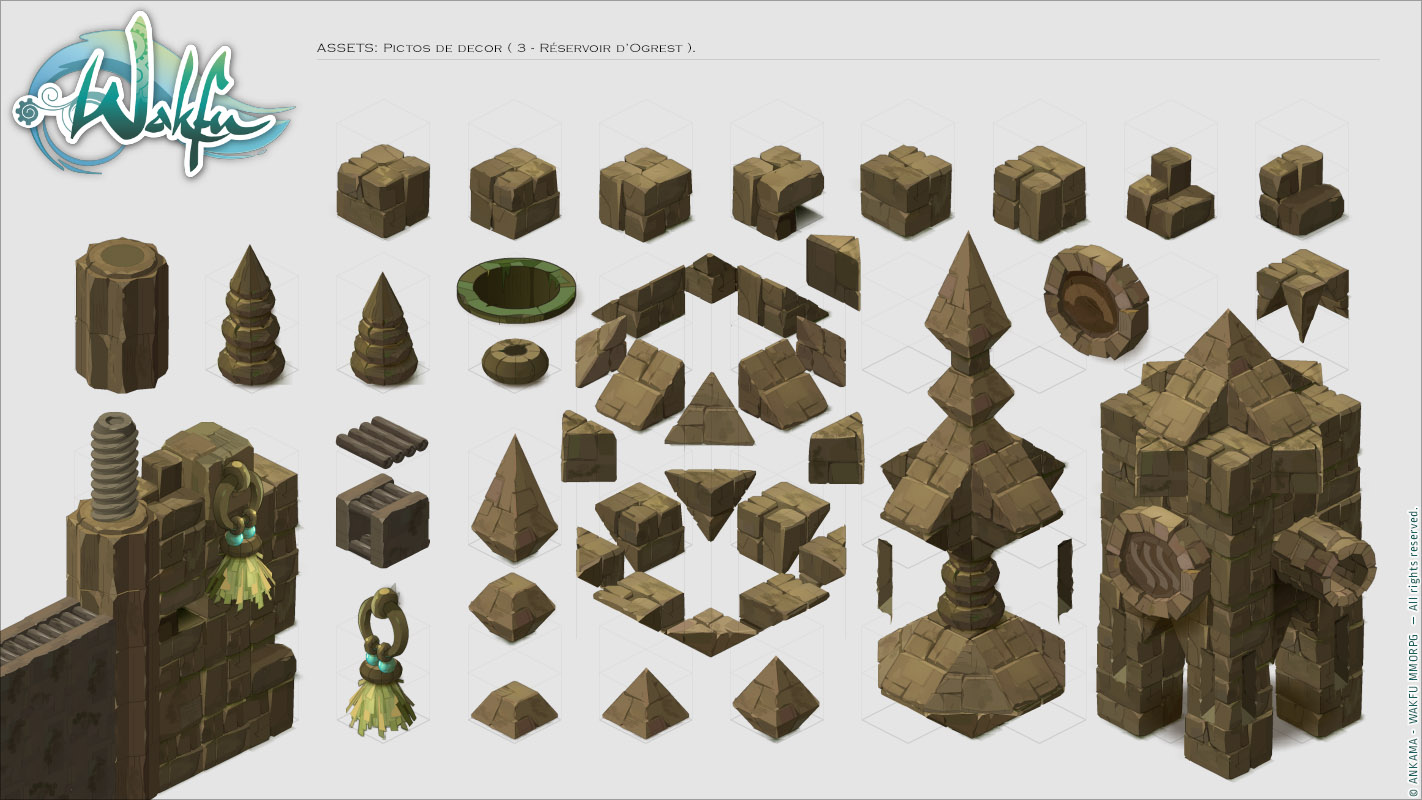 Wakfu
ASSETS: Pictos de decor ( 3 - Réservoir d'Ogrest ).
© ANKAMA - WAKFU MMORPG — All rights reserved.